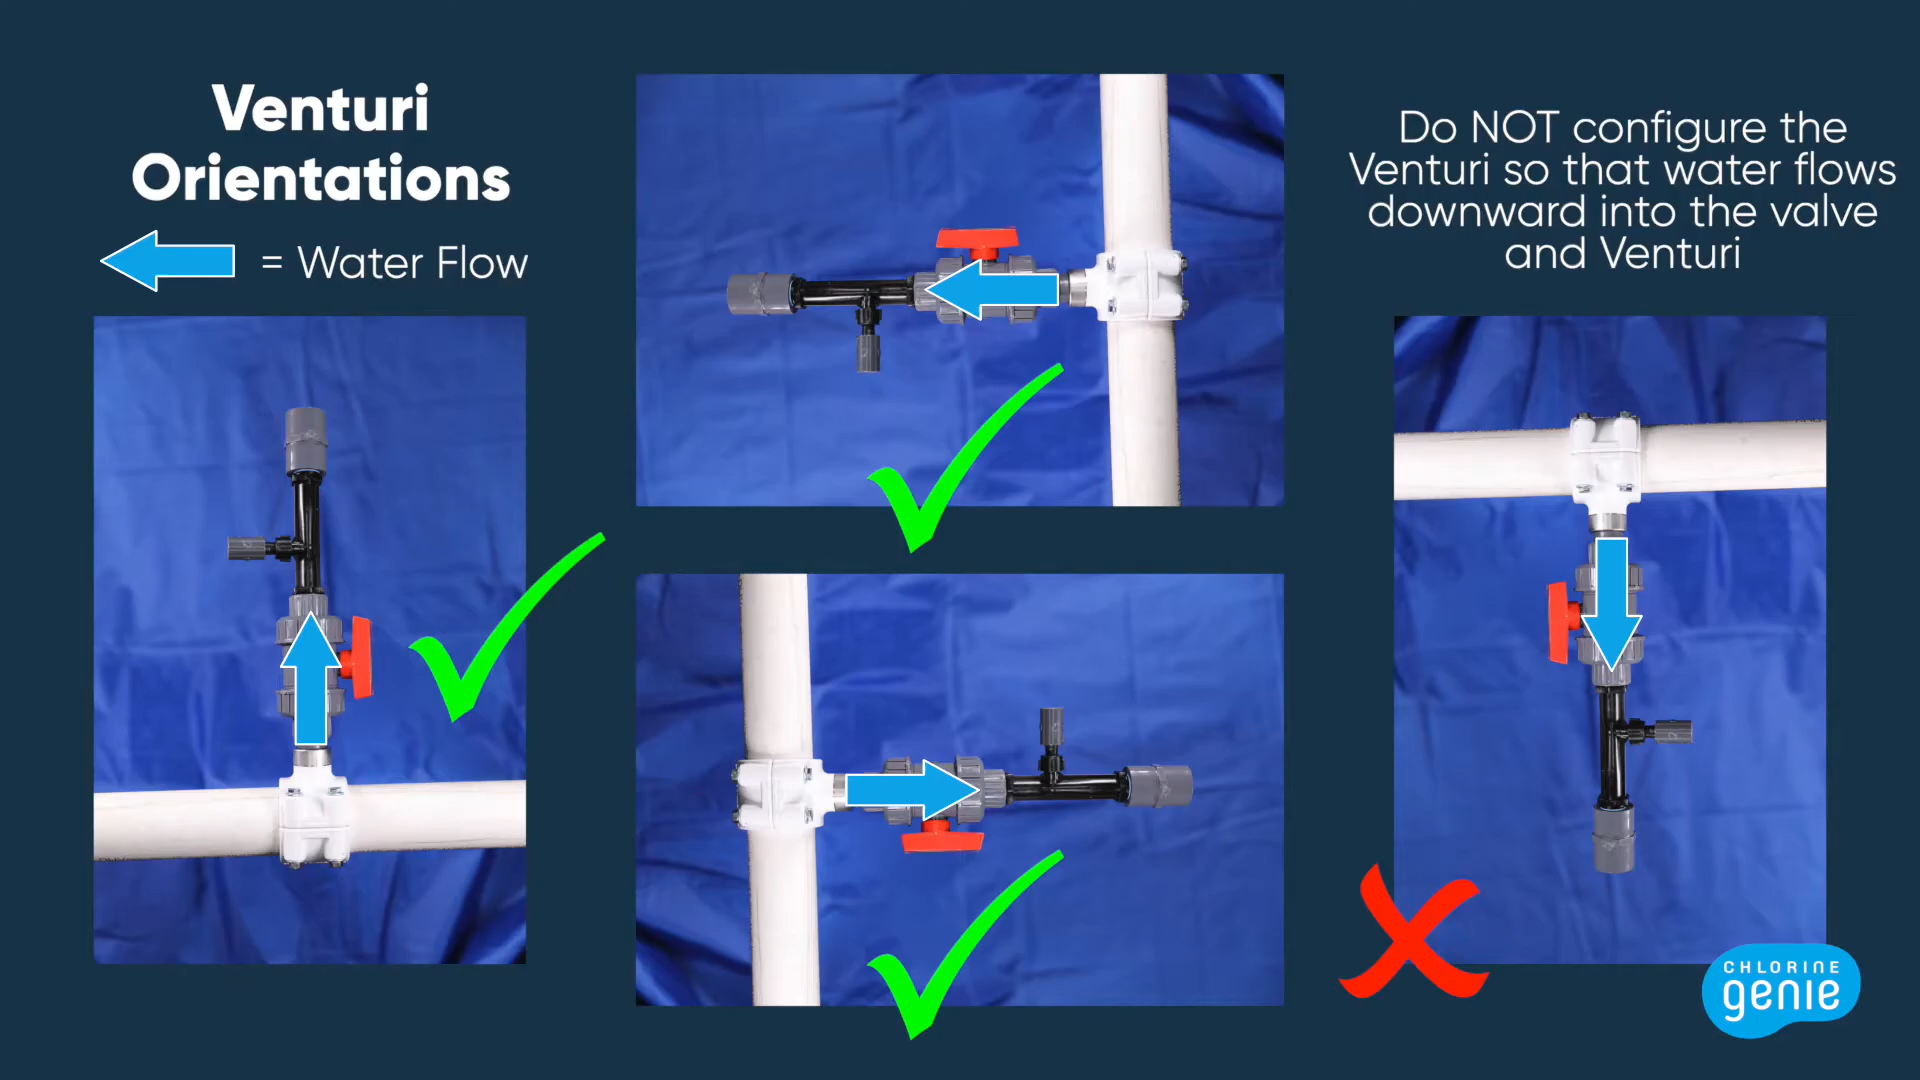 Venturi
Orientations
= Water Flow
Do NOT configure the
Venturi so that water flows
downward into the valve
and Venturi
CHLORINE
genie